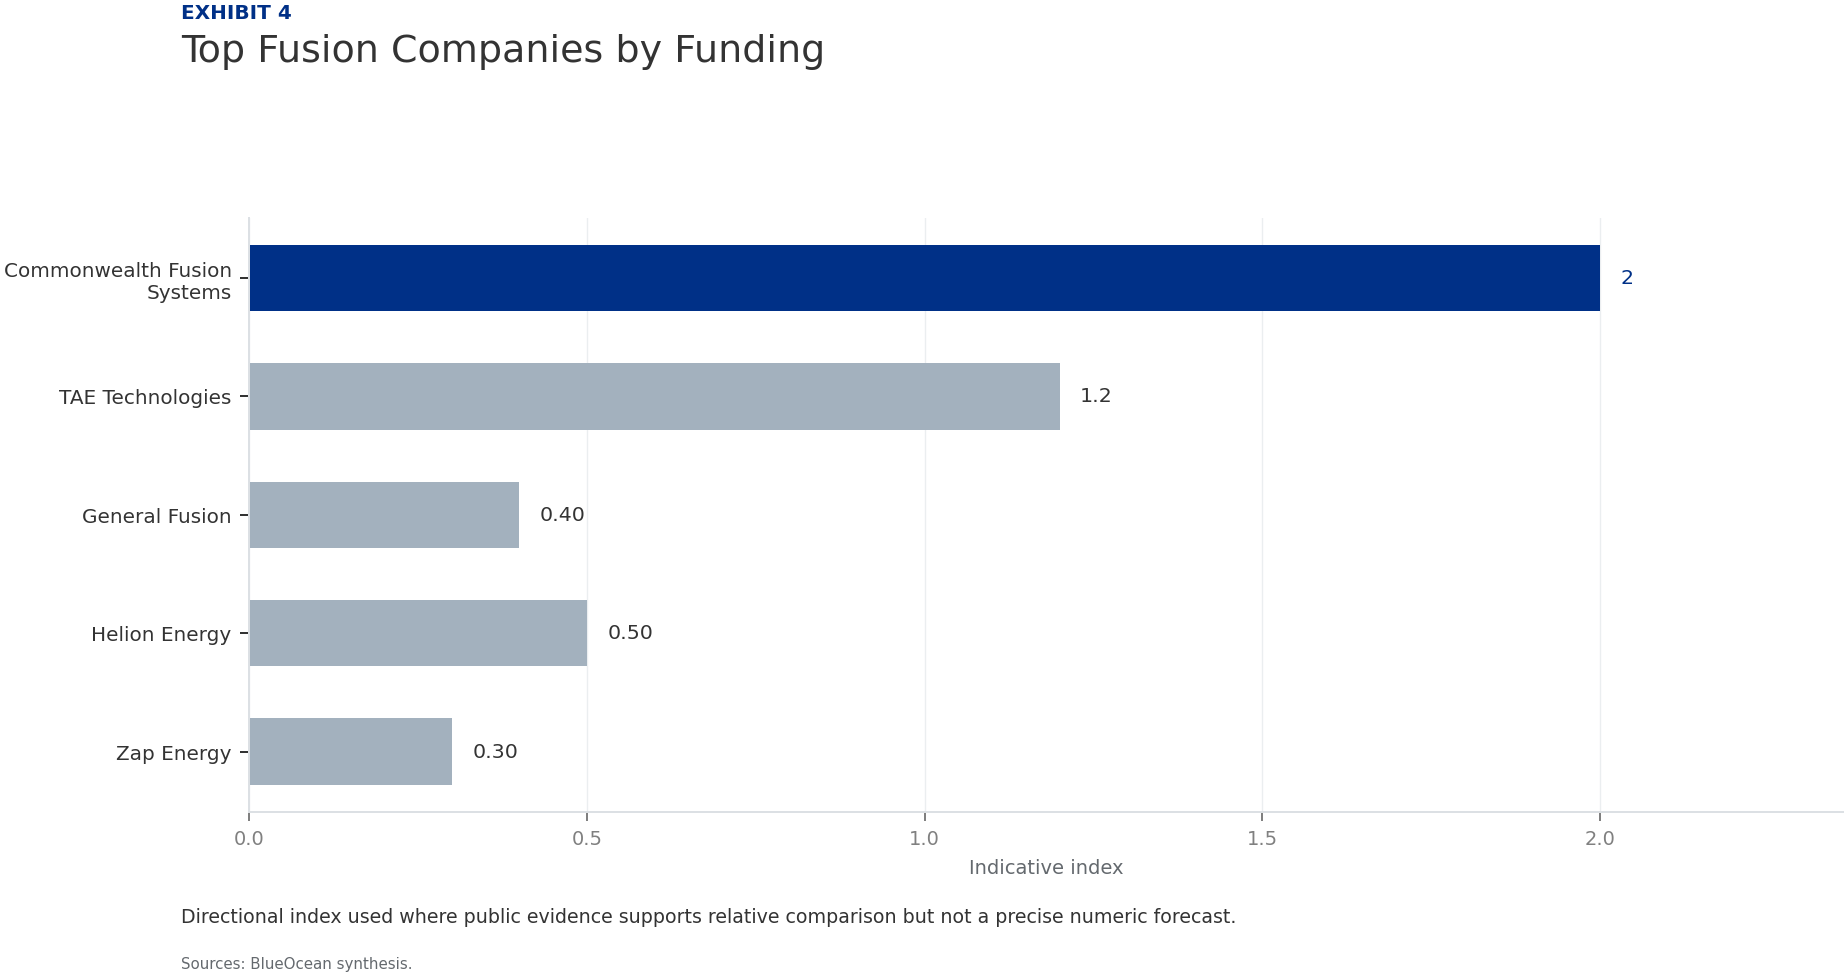 EXHIBIT 4
Top Fusion Companies by Funding
Commonwealth Fusion
Systems
2
TAE Technologies
1.2
General Fusion
0.40
Helion Energy
0.50
Zap Energy
0.30
0.0 0.5 1.0 1.5 2.0
Indicative index
Directional index used where public evidence supports relative comparison but not a precise numeric forecast.
Sources: BlueOcean synthesis.